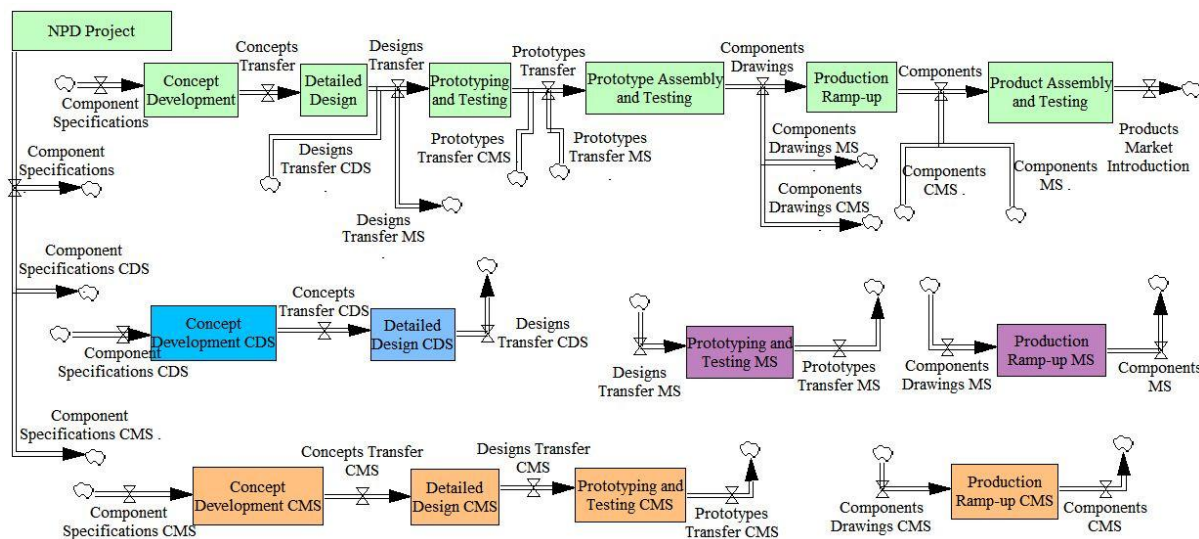 NPD Project
Concepts
Transfer
Designs
Transfer
Prototypes
Transfer
Components
Drawings
Components
Concept
Development
Detailed
Design
Prototyping
and Testing
Prototype Assembly
and Testing
Production
Ramp-up
Product Assembly
and Testing
Component
Specifications
Designs
Transfer CDS
Prototypes
Transfer CMS
Prototypes
Transfer MS
Components
Drawings MS
Components
CMS .
Components
MS .
Products
Market
Introduction
Component
Specifications
Designs
Transfer MS
Components
Drawings CMS
Component
Specifications CDS
Concepts
Transfer CDS
Concept
Development CDS
Detailed
Design CDS
Designs
Transfer CDS
Component
Specifications CDS
Prototyping and
Testing MS
Designs
Transfer MS
Prototypes
Transfer MS
Production
Ramp-up MS
Components
Drawings MS
Components
MS
Component
Specifications CMS .
Concepts Transfer
CMS
Designs Transfer
CMS
Concept
Development CMS
Detailed
Design CMS
Prototyping and
Testing CMS
Production
Ramp-up CMS
Component
Specifications CMS
Prototypes
Transfer CMS
Components
Drawings CMS
Components
CMS